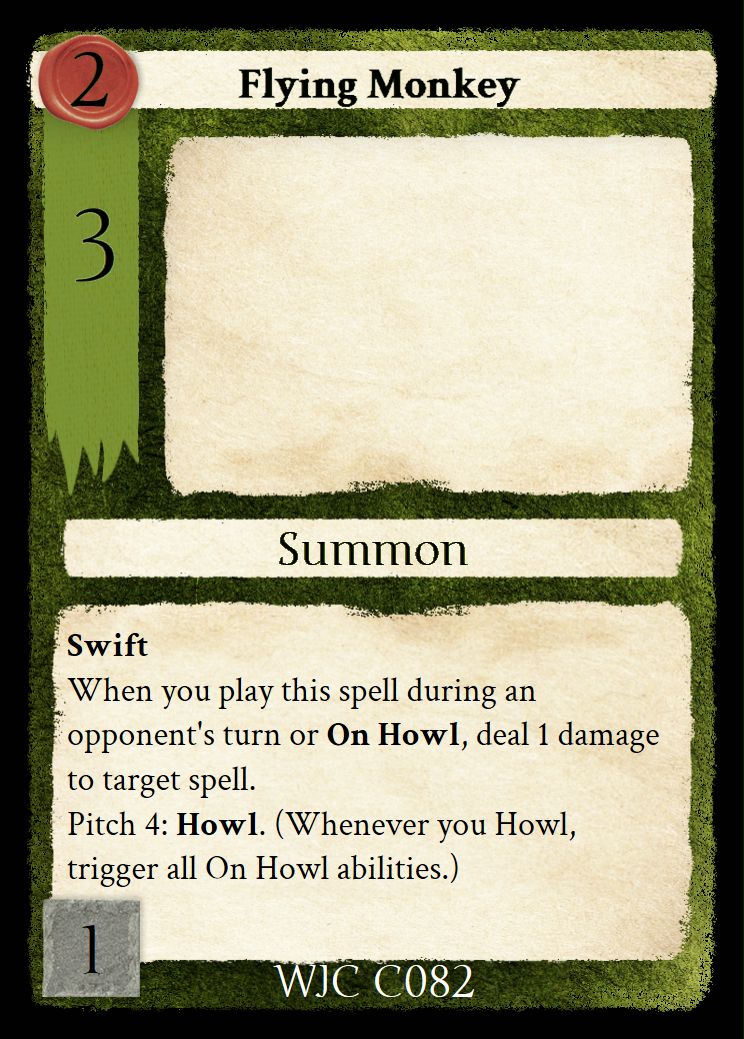 2
Flying Monkey
3
Summon
Swift
When you play this spell during an
opponent's turn or On Howl, deal 1 damage
to target spell.
Pitch 4: Howl. (Whenever you Howl,
trigger all On Howl abilities.)
1
WJC C082